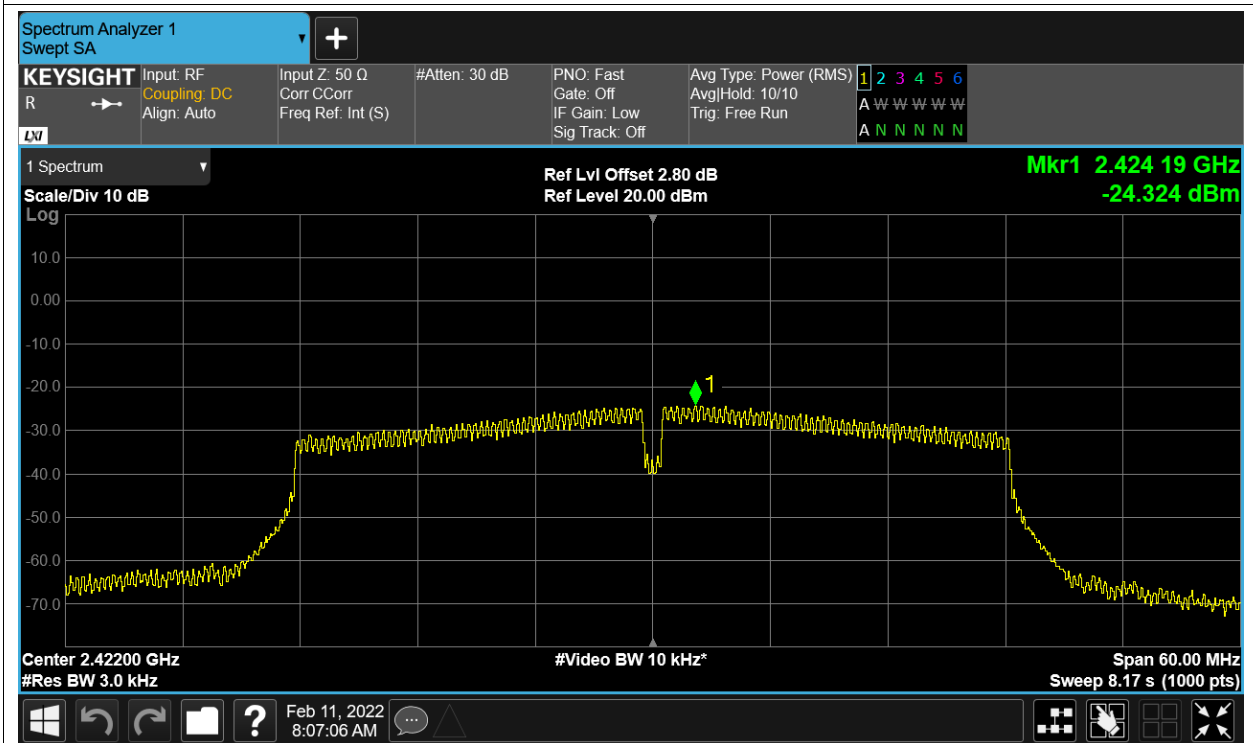 Spectrum Analyzer 1
Swept SA
+
KEYSIGHT Input: RF Input Z: 50 Ω #Atten: 30 dB PNO: Fast Avg Type: Power (RMS) 1 2 3 4 5 6
R Coupling: DC Corr CCorr Gate: Off Avg|Hold: 10/10 A W W W W W
Align: Auto Freq Ref: Int (S) IF Gain: Low Trig: Free Run
LXI Sig Track: Off A N N N N N
1 Spectrum
Ref Lvl Offset 2.80 dB Mkr1 2.424 19 GHz
Scale/Div 10 dB Ref Level 20.00 dBm -24.324 dBm
Log
10.0
0.00
-10.0
-20.0
1
-30.0
-40.0
-50.0
-60.0
-70.0
Center 2.42200 GHz #Video BW 10 kHz* Span 60.00 MHz
#Res BW 3.0 kHz Sweep 8.17 s (1000 pts)
? Feb 11, 2022
8:07:06 AM